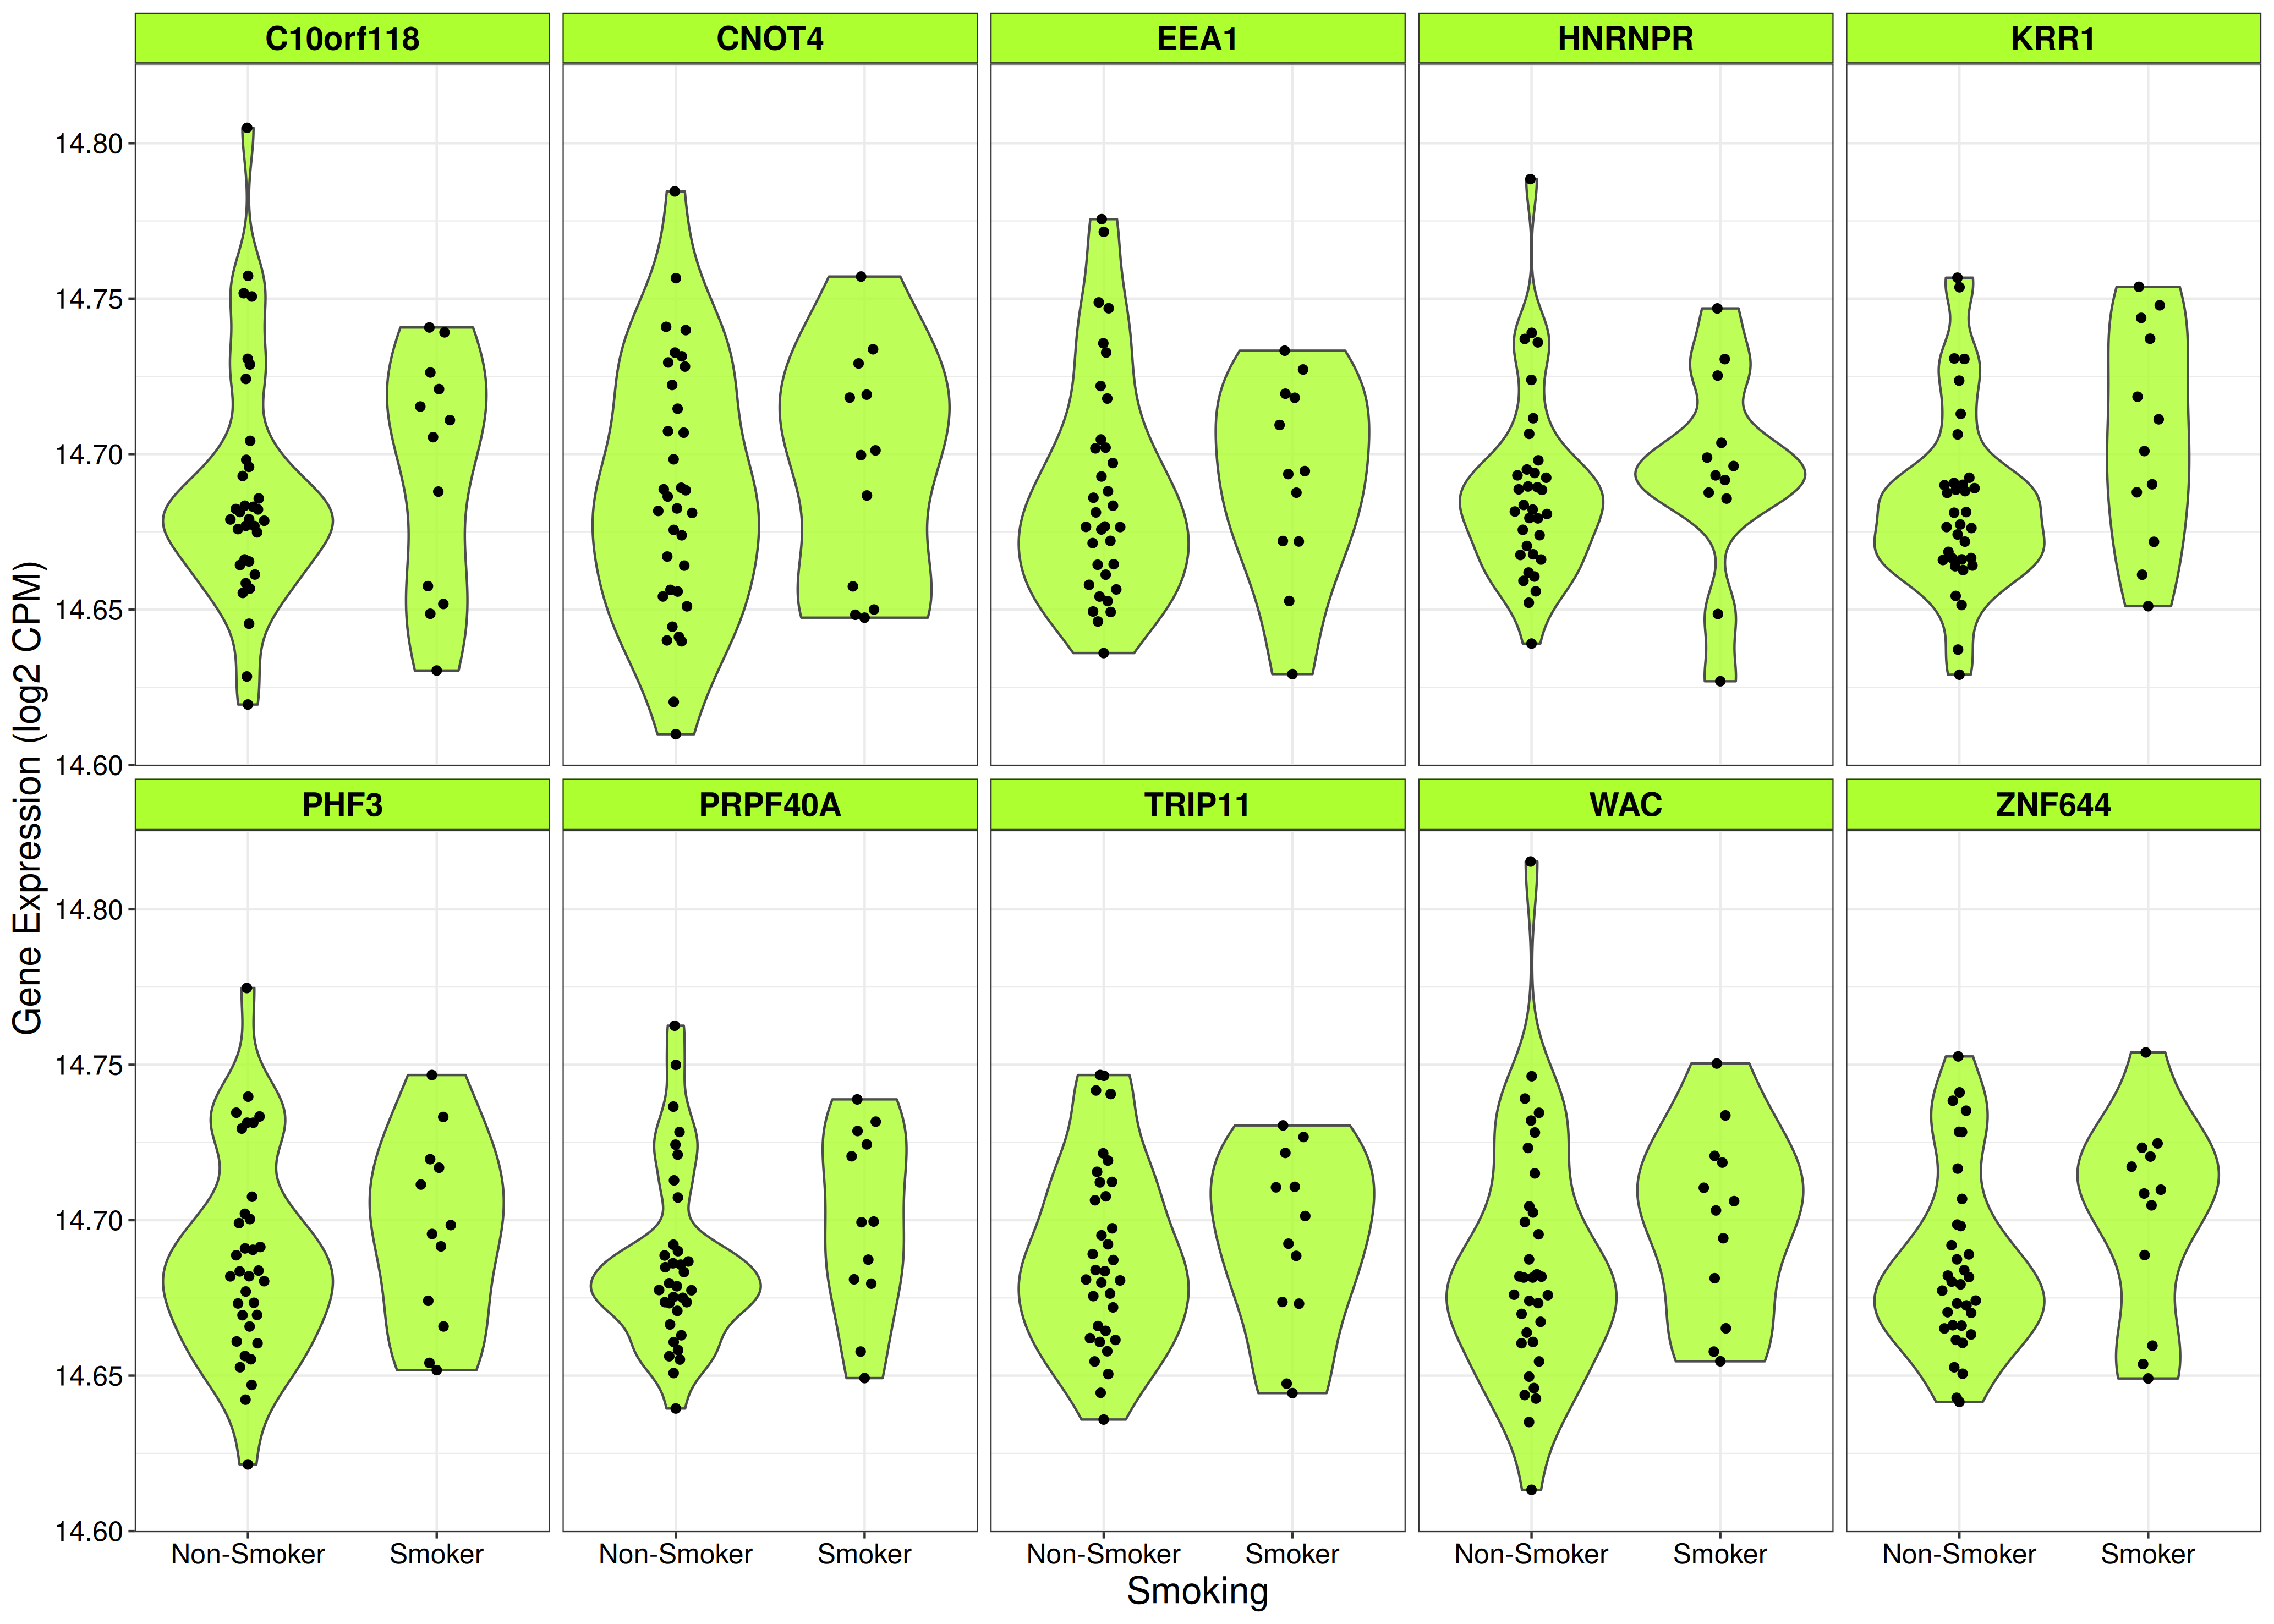 C10orf118 CNOT4 EEA1 HNRNPR KRR1
14.80
14.75
14.70
14.65
14.60
PHF3 PRPF40A TRIP11 WAC ZNF644
14.80
14.75
14.70
14.65
14.60
Gene Expression (log2 CPM)
Non-Smoker Smoker Non-Smoker Smoker Non-Smoker Smoker Non-Smoker Smoker Non-Smoker Smoker
Smoking